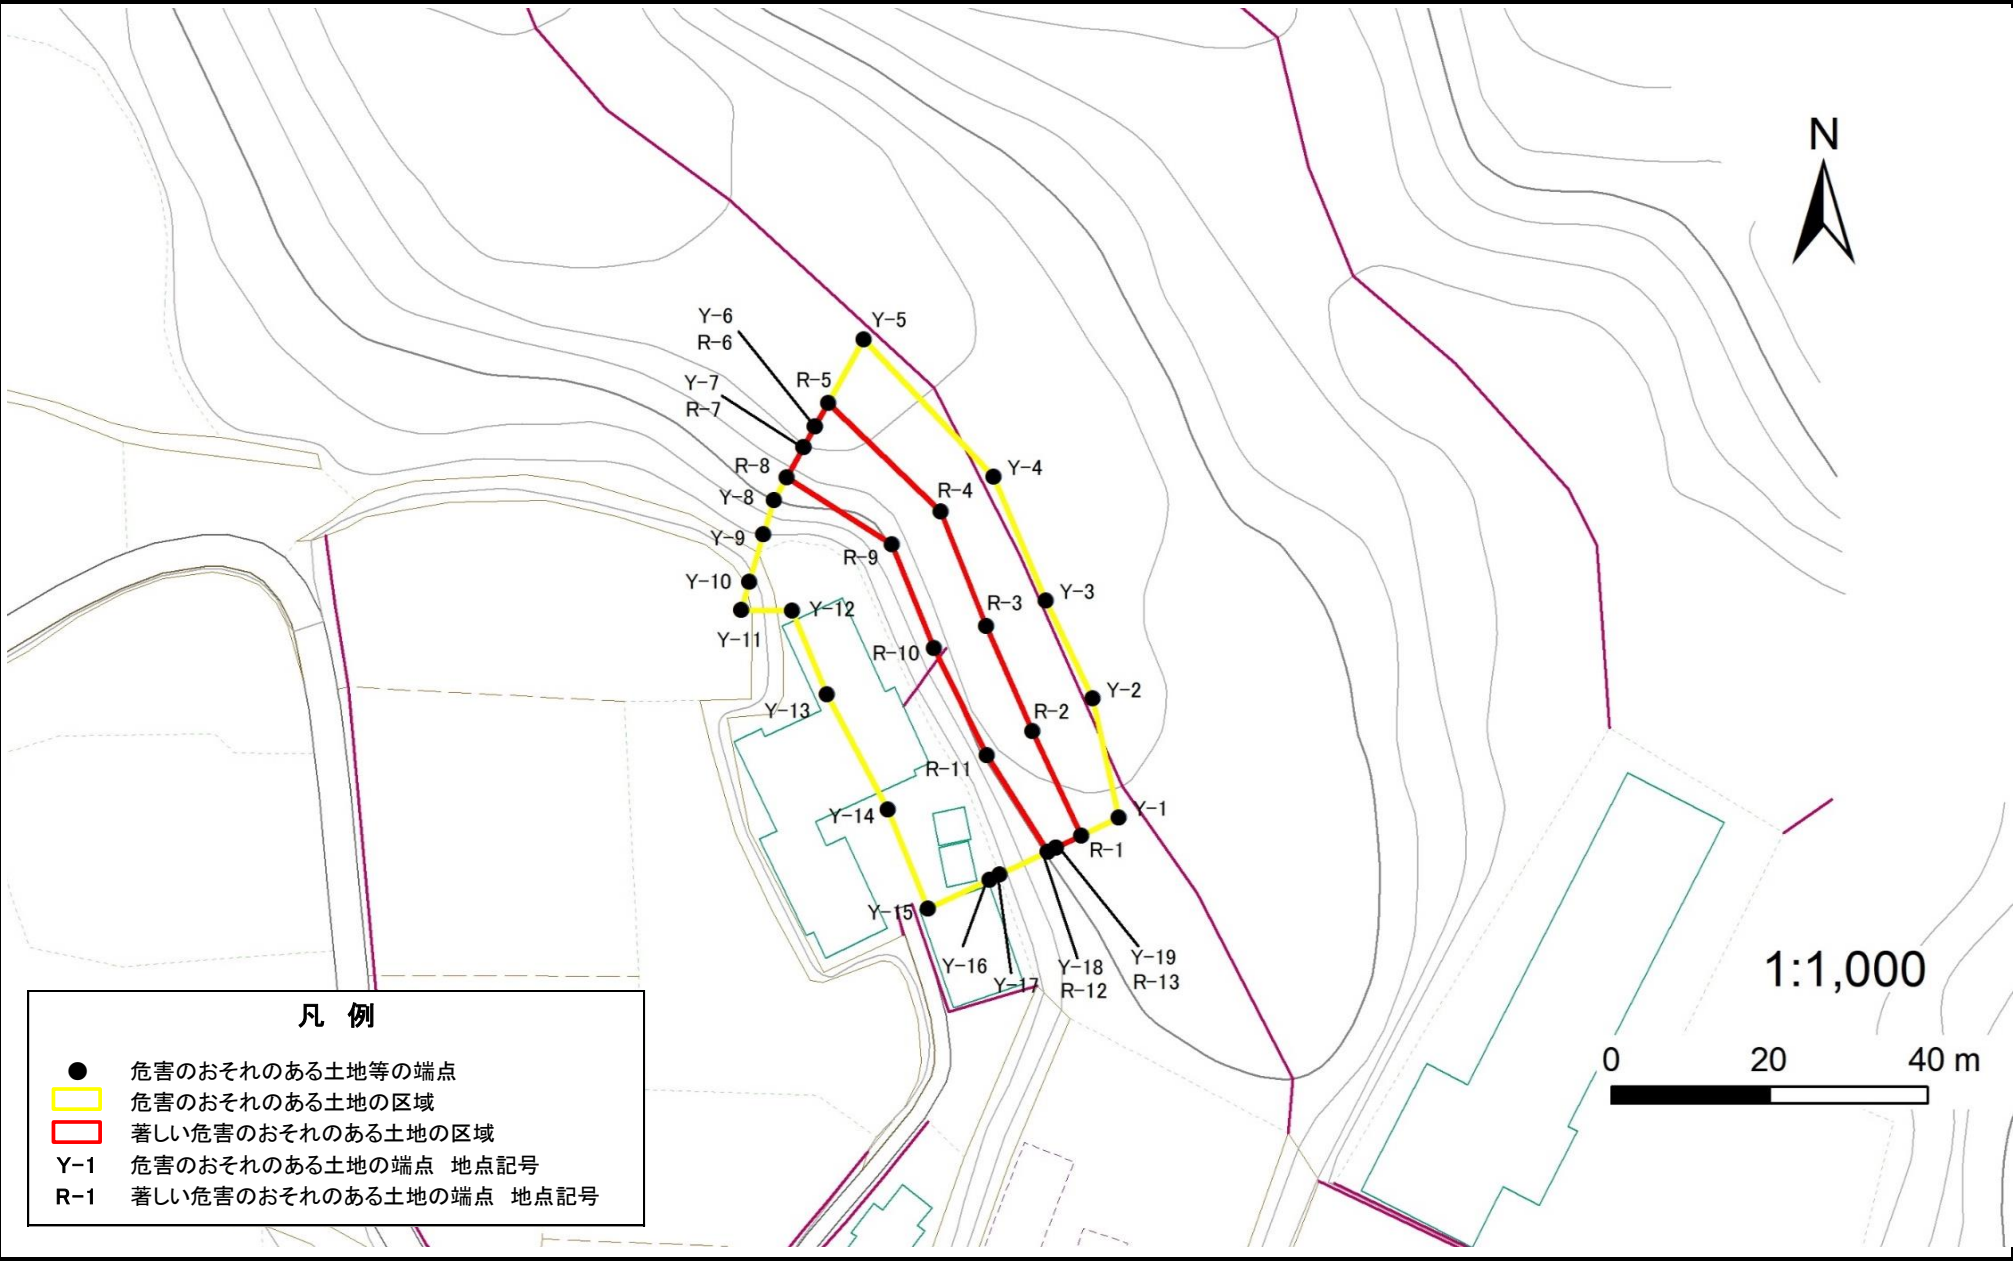 N
Y-6
R-6
Y-5
Y-7
R-7
R-5
R-8
Y-4
Y-8
R-4
Y-9
R-9
Y-10
Y-3
Y-12
R-3
Y-11
R-10
Y-2
Y-13
R-2
R-11
Y-14
Y-1
R-1
Y-15
Y-16
Y-17
Y-18
R-12
Y-19
R-13
1:1,000
0 20 40 m
凡 例
危害のおそれのある土地等の端点
危害のおそれのある土地の区域
著しい危害のおそれのある土地の区域
Y-1 危害のおそれのある土地の端点 地点記号
R-1 著しい危害のおそれのある土地の端点 地点記号